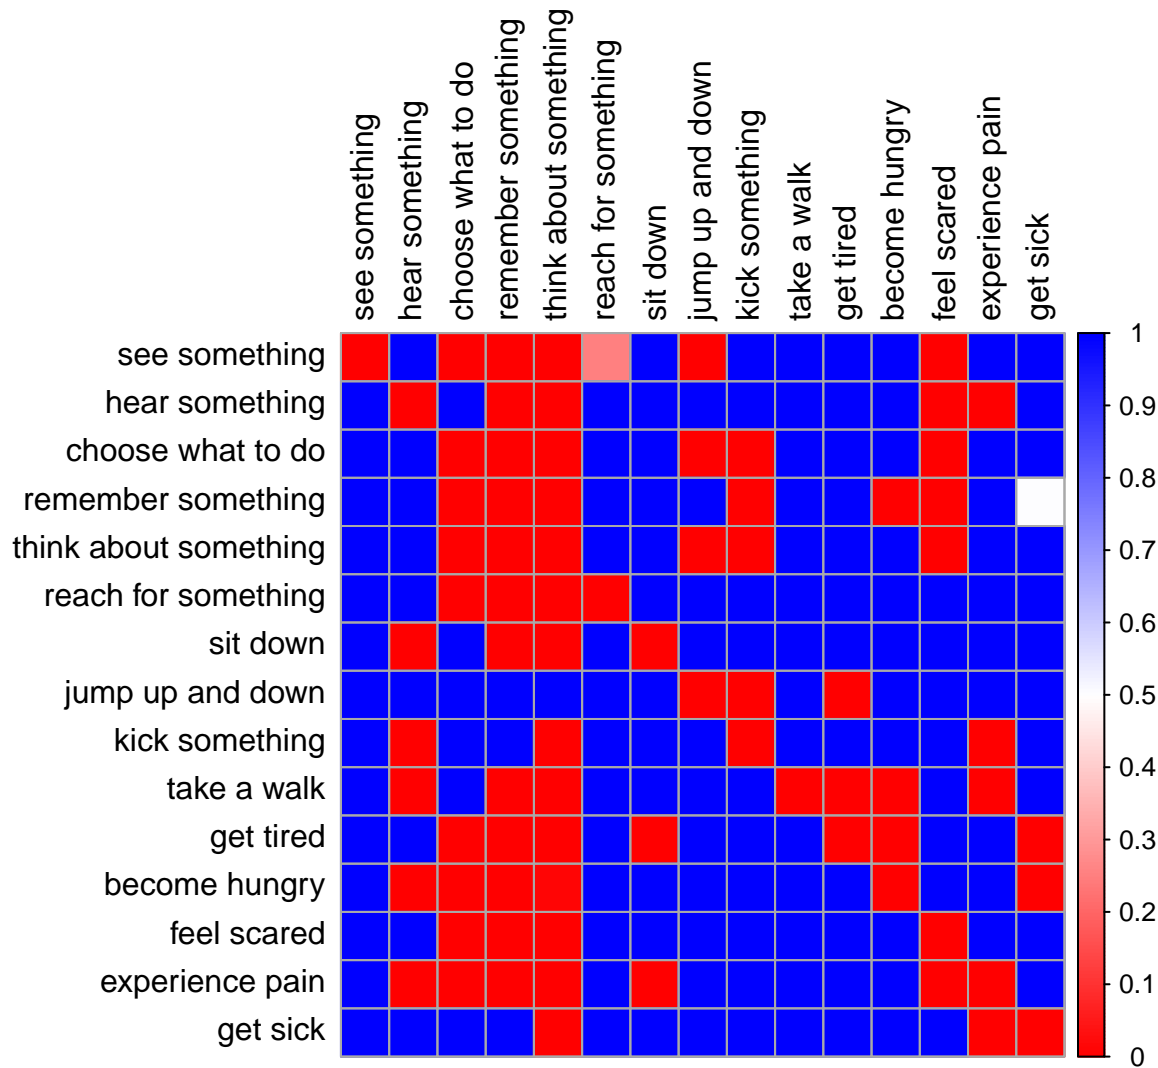 see something
hear something
choose what to do
remember something
think about something
reach for something
sit down
jump up and down
kick something
take a walk
get tired
become hungry
feel scared
experience pain
get sick
see something
hear something
choose what to do
remember something
think about something
reach for something
sit down
jump up and down
kick something
take a walk
get tired
become hungry
feel scared
experience pain
get sick
1
0.9
0.8
0.7
0.6
0.5
0.4
0.3
0.2
0.1
0